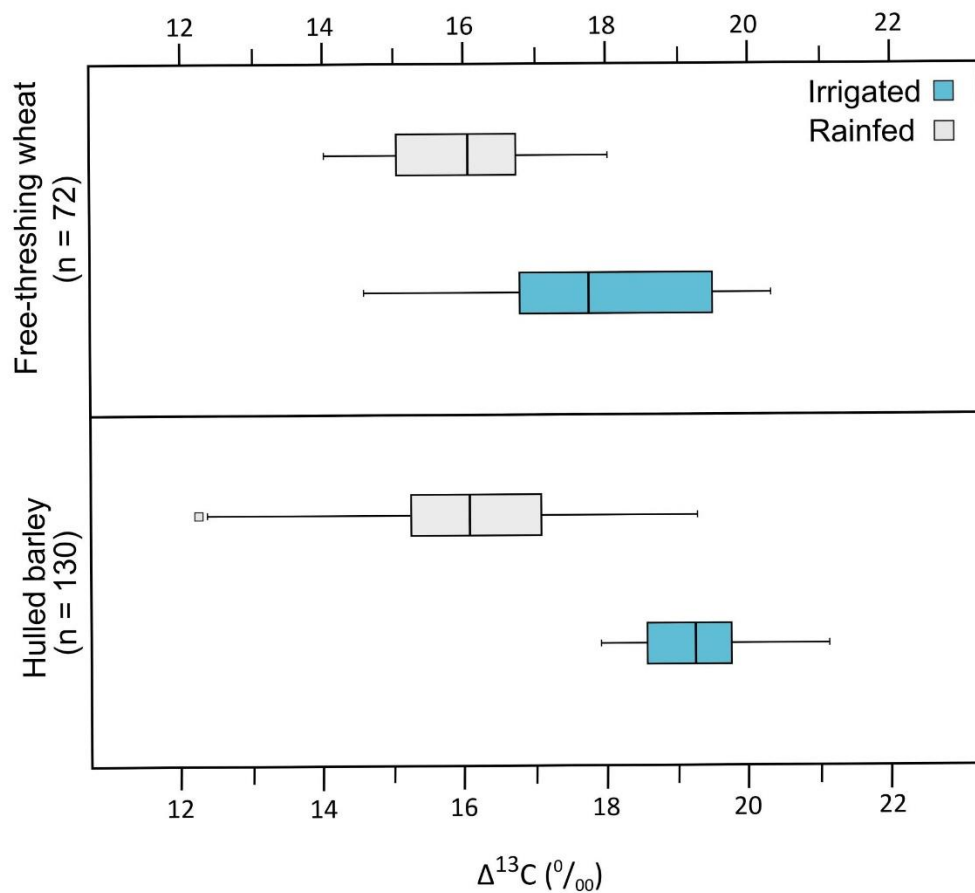 12 14 16 18 20 22
Irrigated
Rainfed
Free-threshing wheat
(n = 72)
Hulled barley
(n = 130)
12 14 16 18 20 22
Δ¹³C (⁰/₀₀)